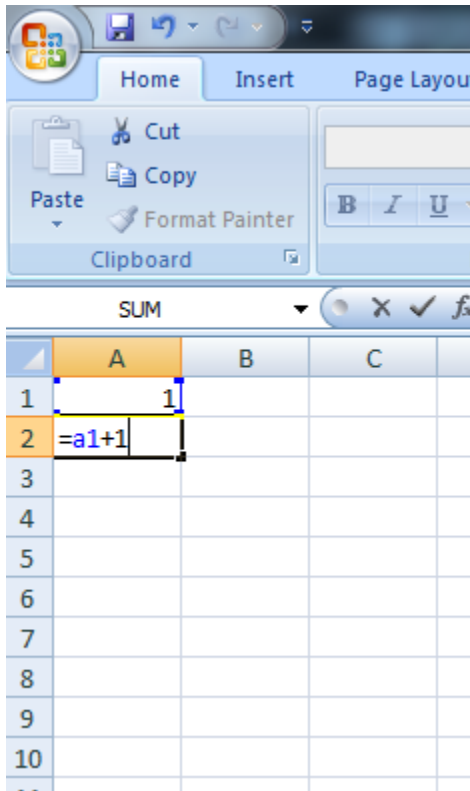 Home Insert Page Layou
Cut
Copy
Paste
Format Painter
B I U
Clipboard
SUM fx
A B C
1 1
2 =a1+1
3
4
5
6
7
8
9
10